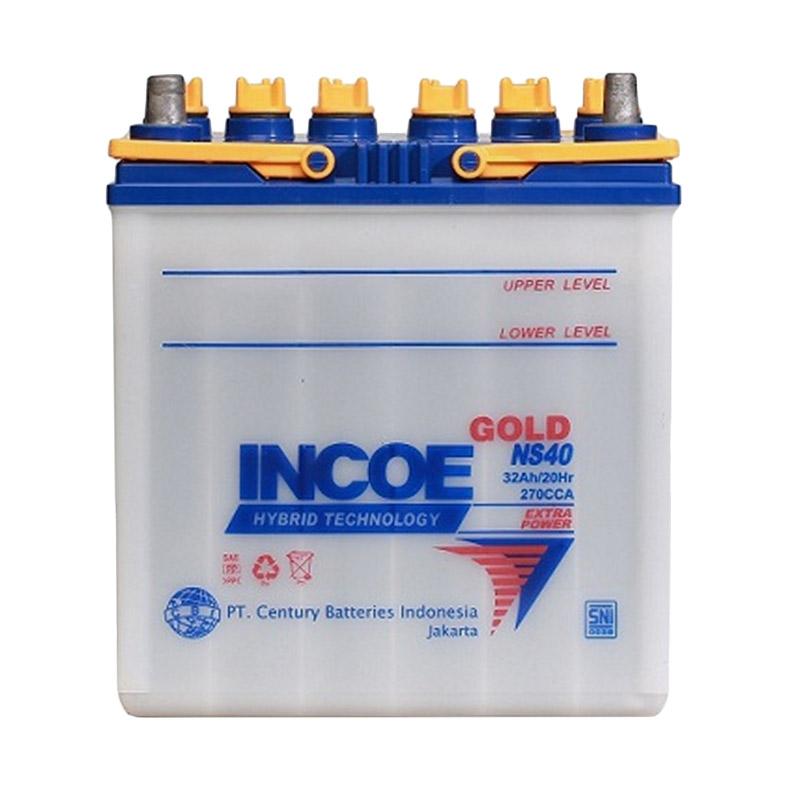 UPPER LEVEL
LOWER LEVEL
GOLD
INCOE
NS40
32Ah/20Hr
270CCA
HYBRID TECHNOLOGY
EXTRA
POWER
PT. Century Batteries Indonesia
Jakarta
SNI